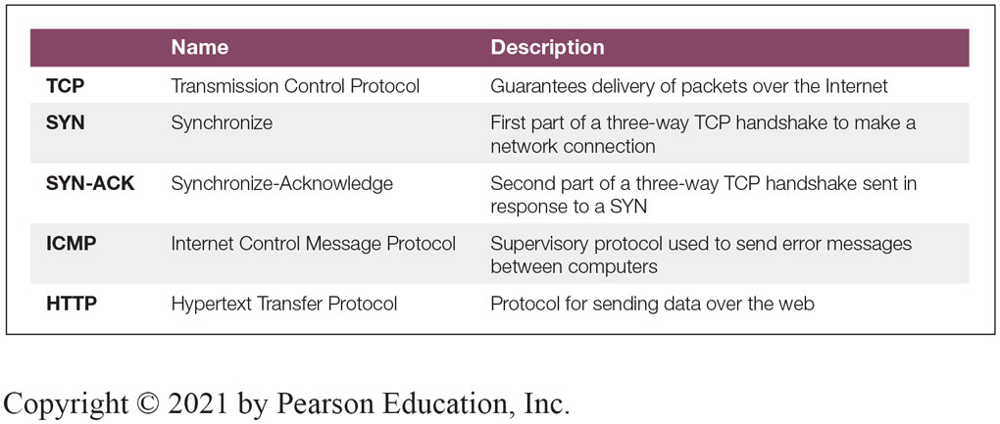 Name Description
TCP Transmission Control Protocol Guarantees delivery of packets over the Internet
SYN Synchronize First part of a three-way TCP handshake to make a
network connection
SYN-ACK Synchronize-Acknowledge Second part of a three-way TCP handshake sent in
response to a SYN
ICMP Internet Control Message Protocol Supervisory protocol used to send error messages
between computers
HTTP Hypertext Transfer Protocol Protocol for sending data over the web
Copyright © 2021 by Pearson Education, Inc.